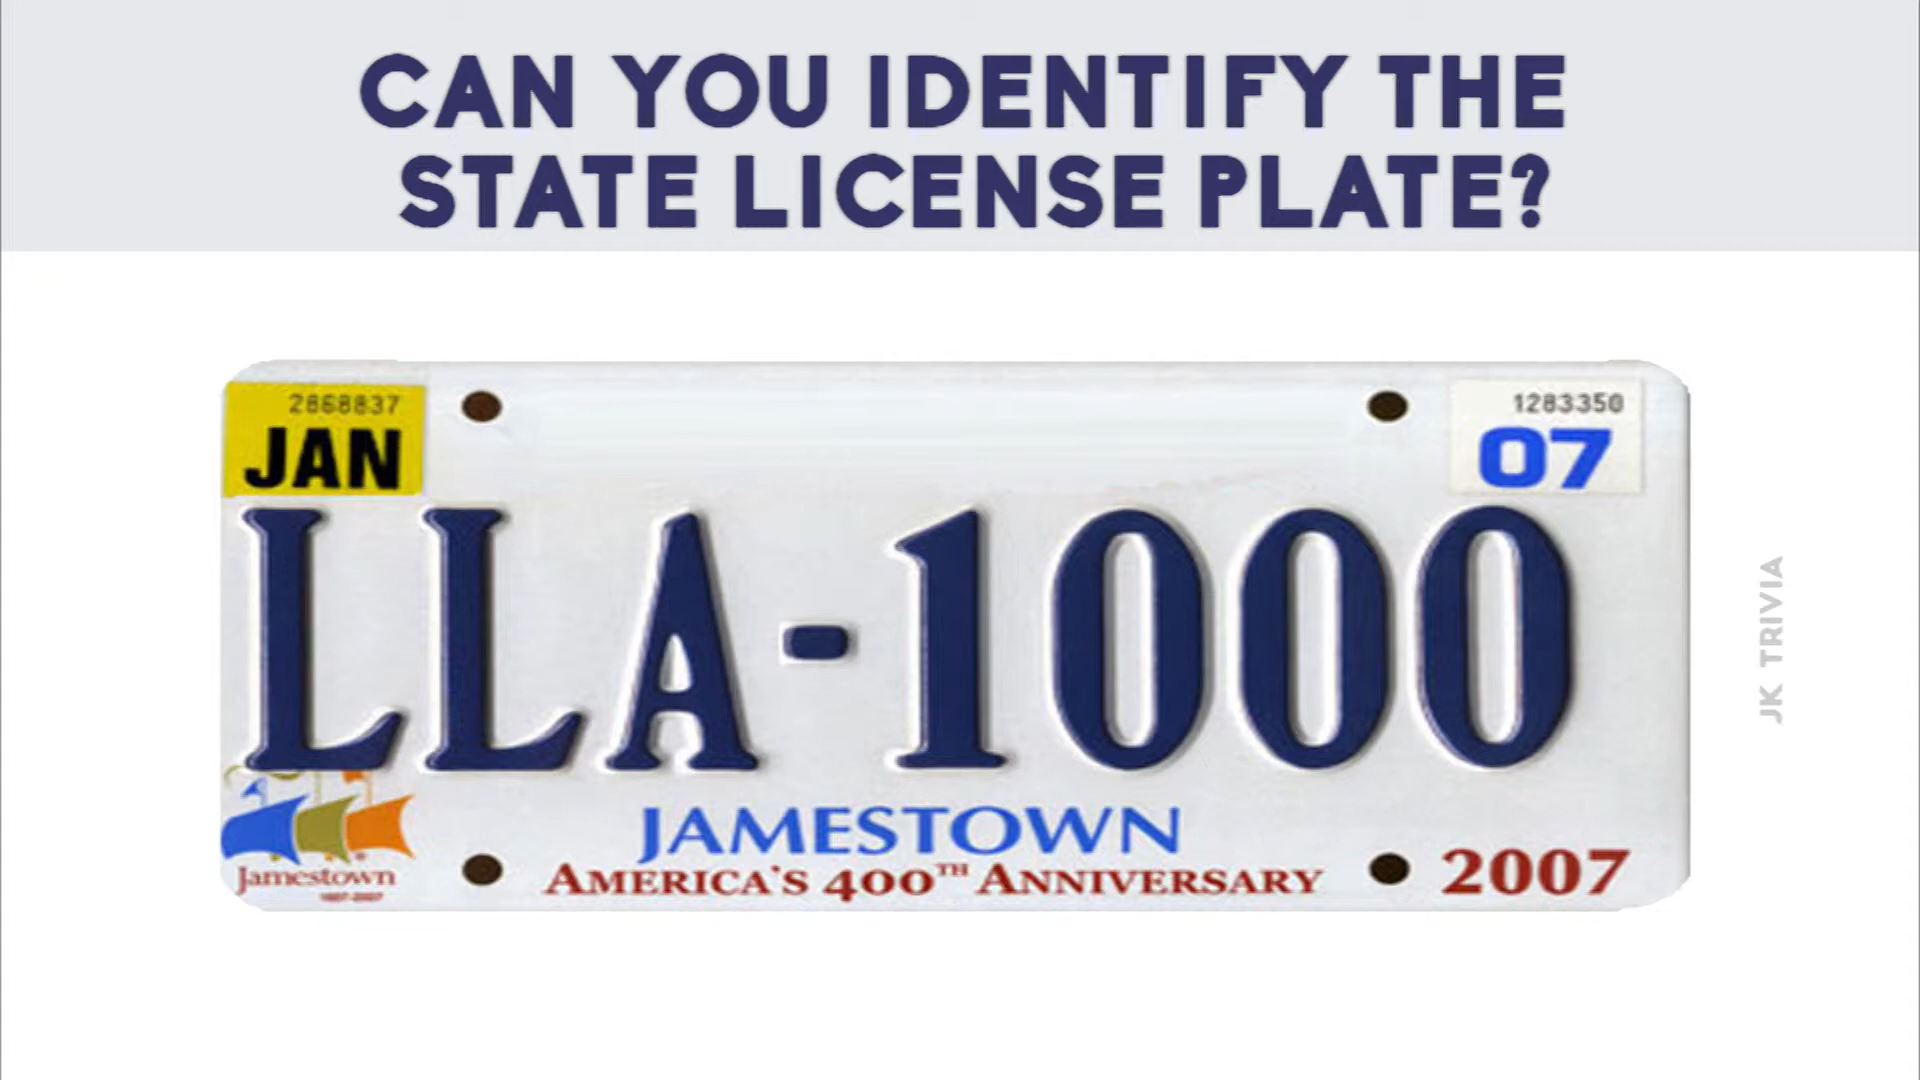 CAN YOU IDENTIFY THE
STATE LICENSE PLATE?
2868837
JAN
1283350
07
LLA-1000
JAMESTOWN
Jamestown
AMERICA'S 400TH ANNIVERSARY
2007
JK TRIVIA